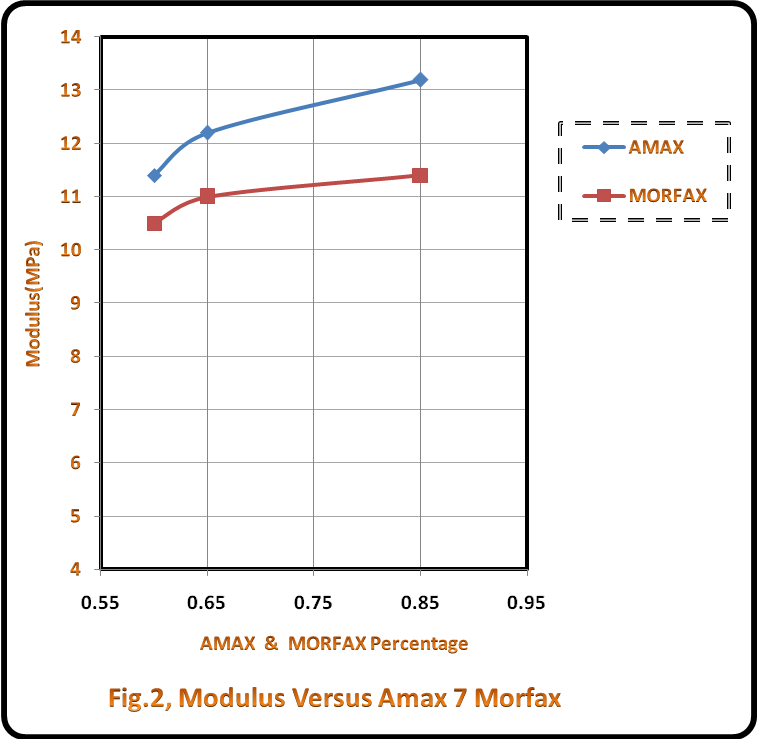 14
13
12
11
10
9
8
7
6
5
4
Modulus(MPa)
0.55 0.65 0.75 0.85 0.95
AMAX & MORFAX Percentage
AMAX
MORFAX
Fig.2, Modulus Versus Amax 7 Morfax